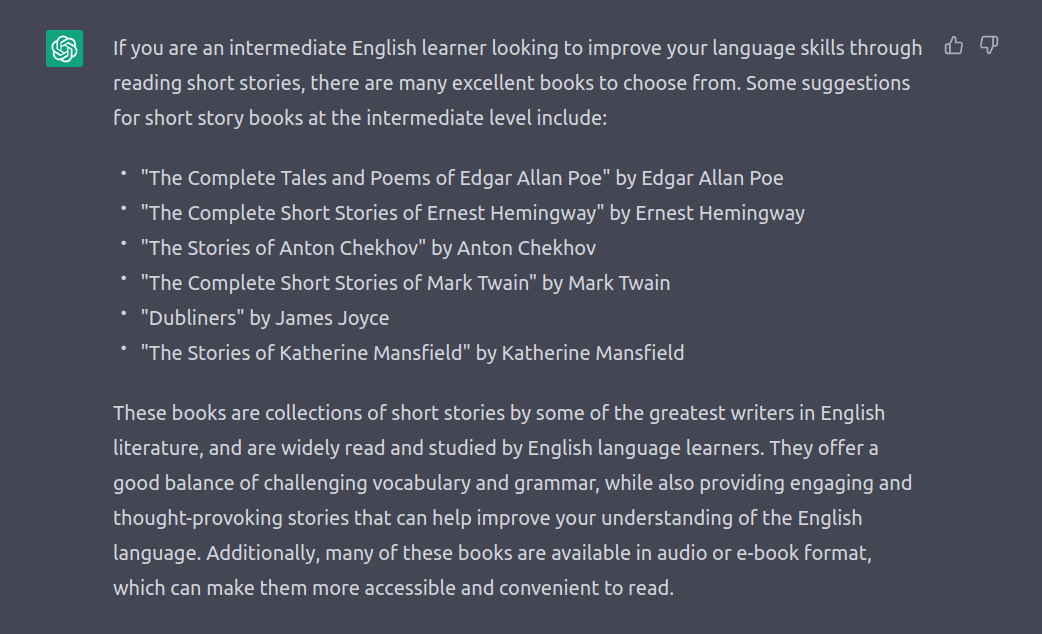 If you are an intermediate English learner looking to improve your language skills through
reading short stories, there are many excellent books to choose from. Some suggestions
for short story books at the intermediate level include:
• "The Complete Tales and Poems of Edgar Allan Poe" by Edgar Allan Poe
• "The Complete Short Stories of Ernest Hemingway" by Ernest Hemingway
• "The Stories of Anton Chekhov" by Anton Chekhov
• "The Complete Short Stories of Mark Twain" by Mark Twain
• "Dubliners" by James Joyce
• "The Stories of Katherine Mansfield" by Katherine Mansfield
These books are collections of short stories by some of the greatest writers in English
literature, and are widely read and studied by English language learners. They offer a
good balance of challenging vocabulary and grammar, while also providing engaging and
thought-provoking stories that can help improve your understanding of the English
language. Additionally, many of these books are available in audio or e-book format,
which can make them more accessible and convenient to read.